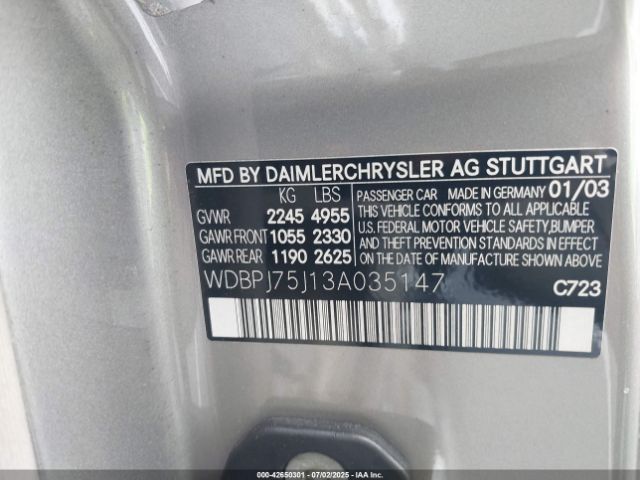 MFD BY DAIMLERCHRYSLER AG STUTTGART
KG LBS
GVWR 2245 4955
GAWR FRONT 1055 2330
GAWR REAR 1190 2625
PASSENGER CAR MADE IN GERMANY 01/03
THIS VEHICLE CONFORMS TO ALL APPLICABLE
U.S. FEDERAL MOTOR VEHICLE SAFETY, BUMPER
AND THEFT PREVENTION STANDARDS IN EFFECT
ON THE DATE OF MANUFACTURE SHOWN ABOVE
WDBPJ75J13A035147
C723
000-42650301 - 07/02/2025 - IAAI.COM